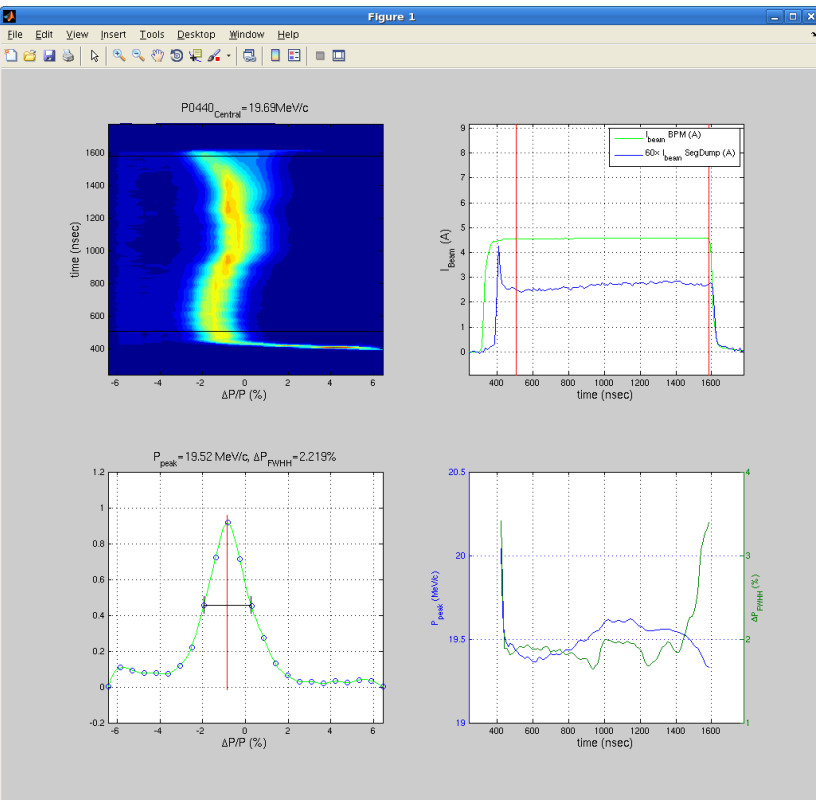 Figure 1
File Edit View Insert Tools Desktop Window Help
P0440Central=19.69MeV/c
1600
1400
1200
1000
800
600
400
time (nsec)
-6 -4 -2 0 2 4 6
ΔP/P (%)
9
8
7
6
5
4
3
2
1
0
IBeam (A)
Ibeam BPM (A)
60× Ibeam SegDump (A)
400 600 800 1000 1200 1400 1600
time (nsec)
Ppeak=19.52 MeV/c, ΔPFWHH=2.219%
1.2
1
0.8
0.6
0.4
0.2
0
-0.2
-6 -4 -2 0 2 4 6
ΔP/P (%)
20.5
20
19.5
19
Ppeak (MeV/c)
4
3
2
1
ΔPFWHH (%)
400 600 800 1000 1200 1400 1600
time (nsec)